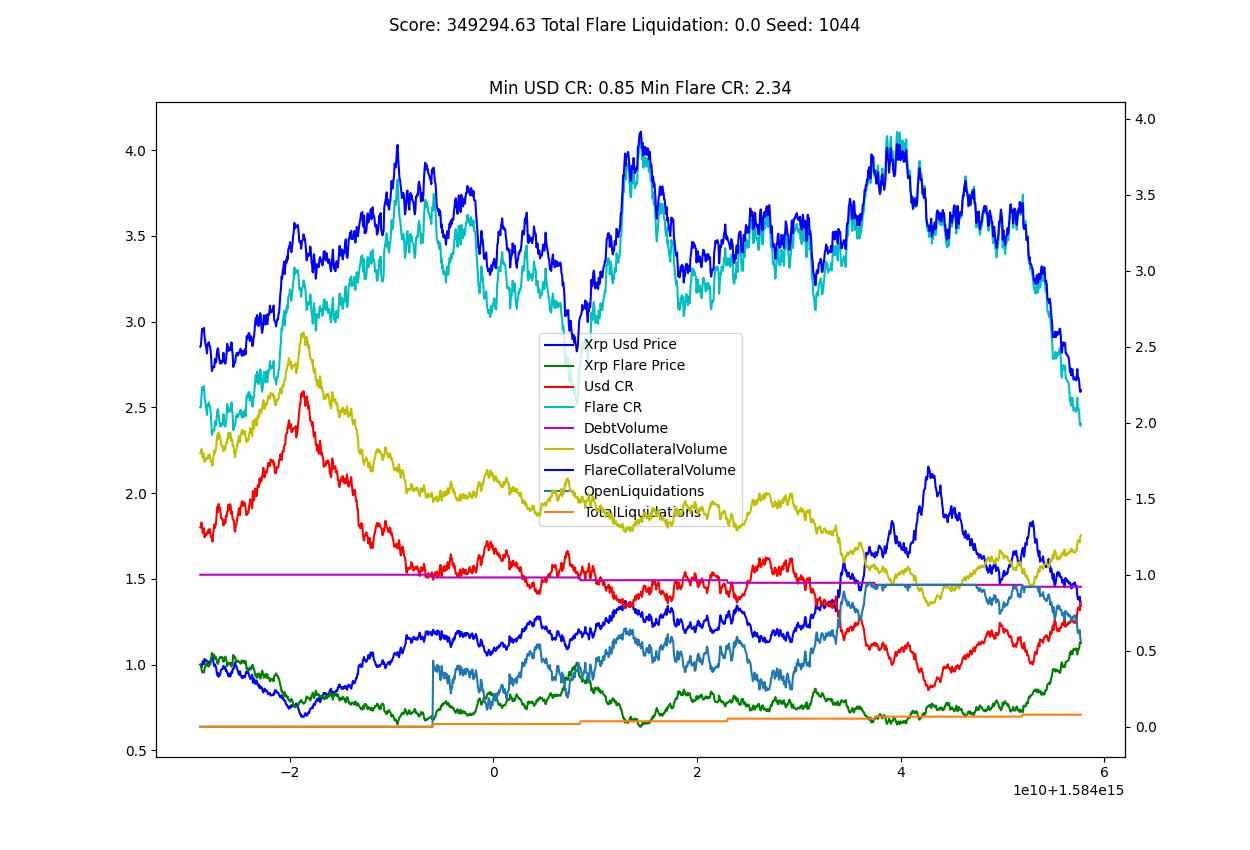 Score: 349294.63 Total Flare Liquidation: 0.0 Seed: 1044
Min USD CR: 0.85 Min Flare CR: 2.34
4.0
3.5
3.0
2.5
2.0
1.5
1.0
0.5
4.0
3.5
3.0
2.5
2.0
1.5
1.0
0.5
0.0
Xrp Usd Price
Xrp Flare Price
Usd CR
Flare CR
DebtVolume
UsdCollateralVolume
FlareCollateralVolume
OpenLiquidations
TotalLiquidations
−2 0 2 4 6
1e10+1.584e15